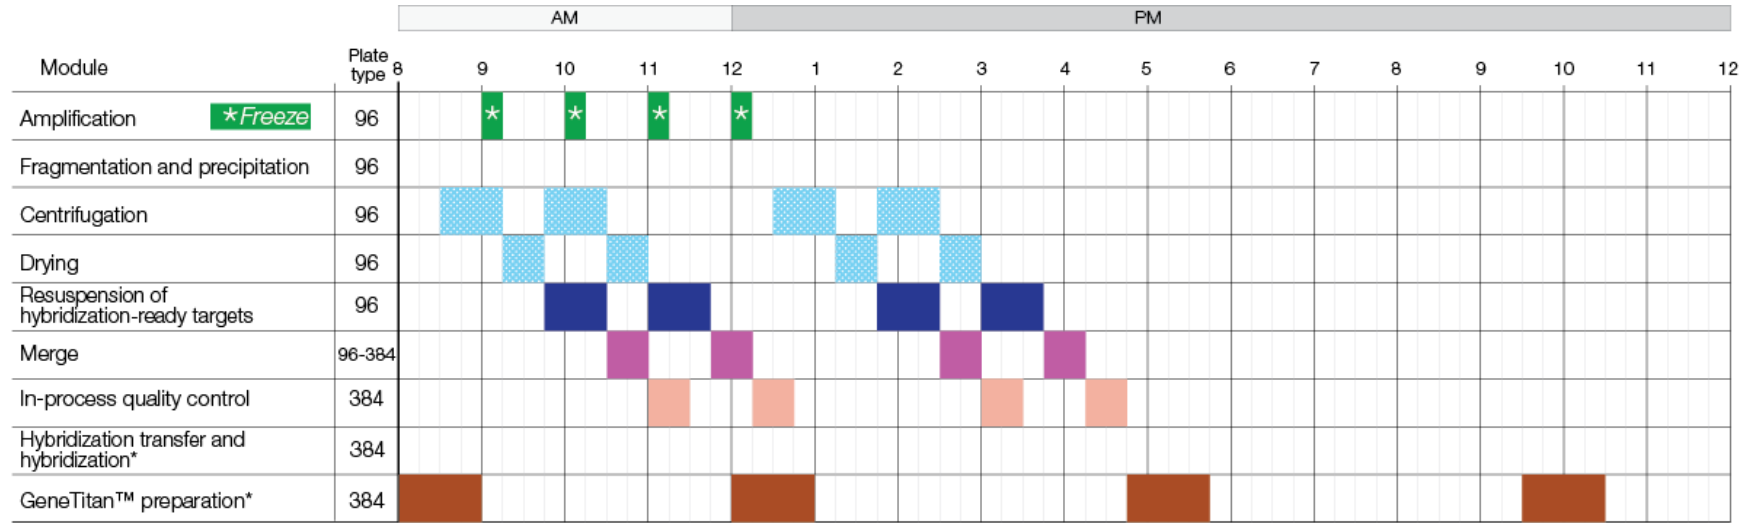 AM PM
Module Plate type 8 9 10 11 12 1 2 3 4 5 6 7 8 9 10 11 12
Amplification *Freeze 96 * * * *
Fragmentation and precipitation 96
Centrifugation 96
Drying 96
Resuspension of
hybridization-ready targets 96
Merge 96-384
In-process quality control 384
Hybridization transfer and
hybridization* 384
GeneTitan™ preparation* 384